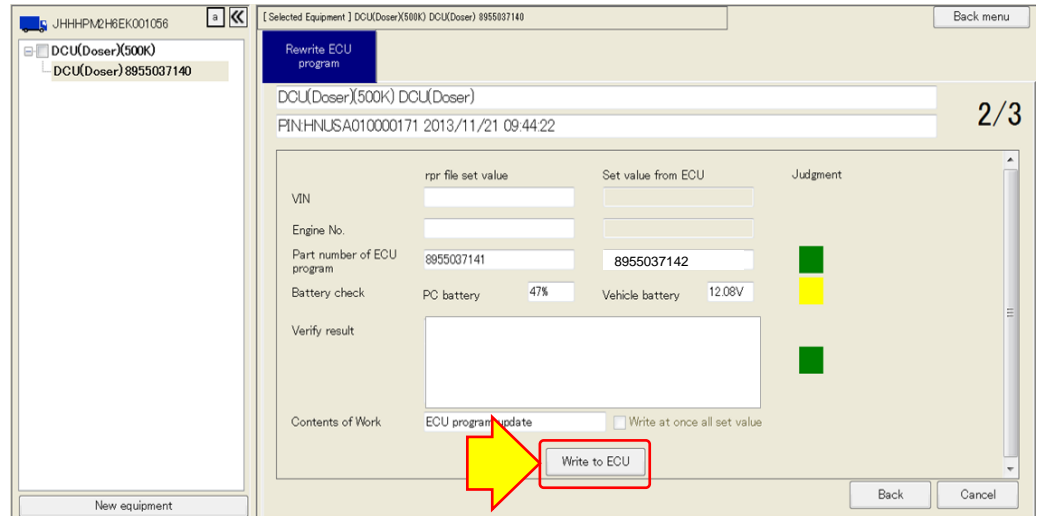 JHHHPM2H6EK001056
a
DCU(Doser)(500K)
DCU(Doser) 8955037140
New equipment
[ Selected Equipment ] DCU(Doser)(500K) DCU(Doser) 8955037140
Back menu
Rewrite ECU
program
DCU(Doser)(500K) DCU(Doser)
PIN:HNUSA010000171 2013/11/21 09:44:22
2/3
rpr file set value Set value from ECU Judgment
VIN
Engine No.
Part number of ECU
program
8955037141 8955037142
Battery check PC battery 47% Vehicle battery 12.08V
Verify result
Contents of Work ECU program update Write at once all set value
Write to ECU
Back Cancel